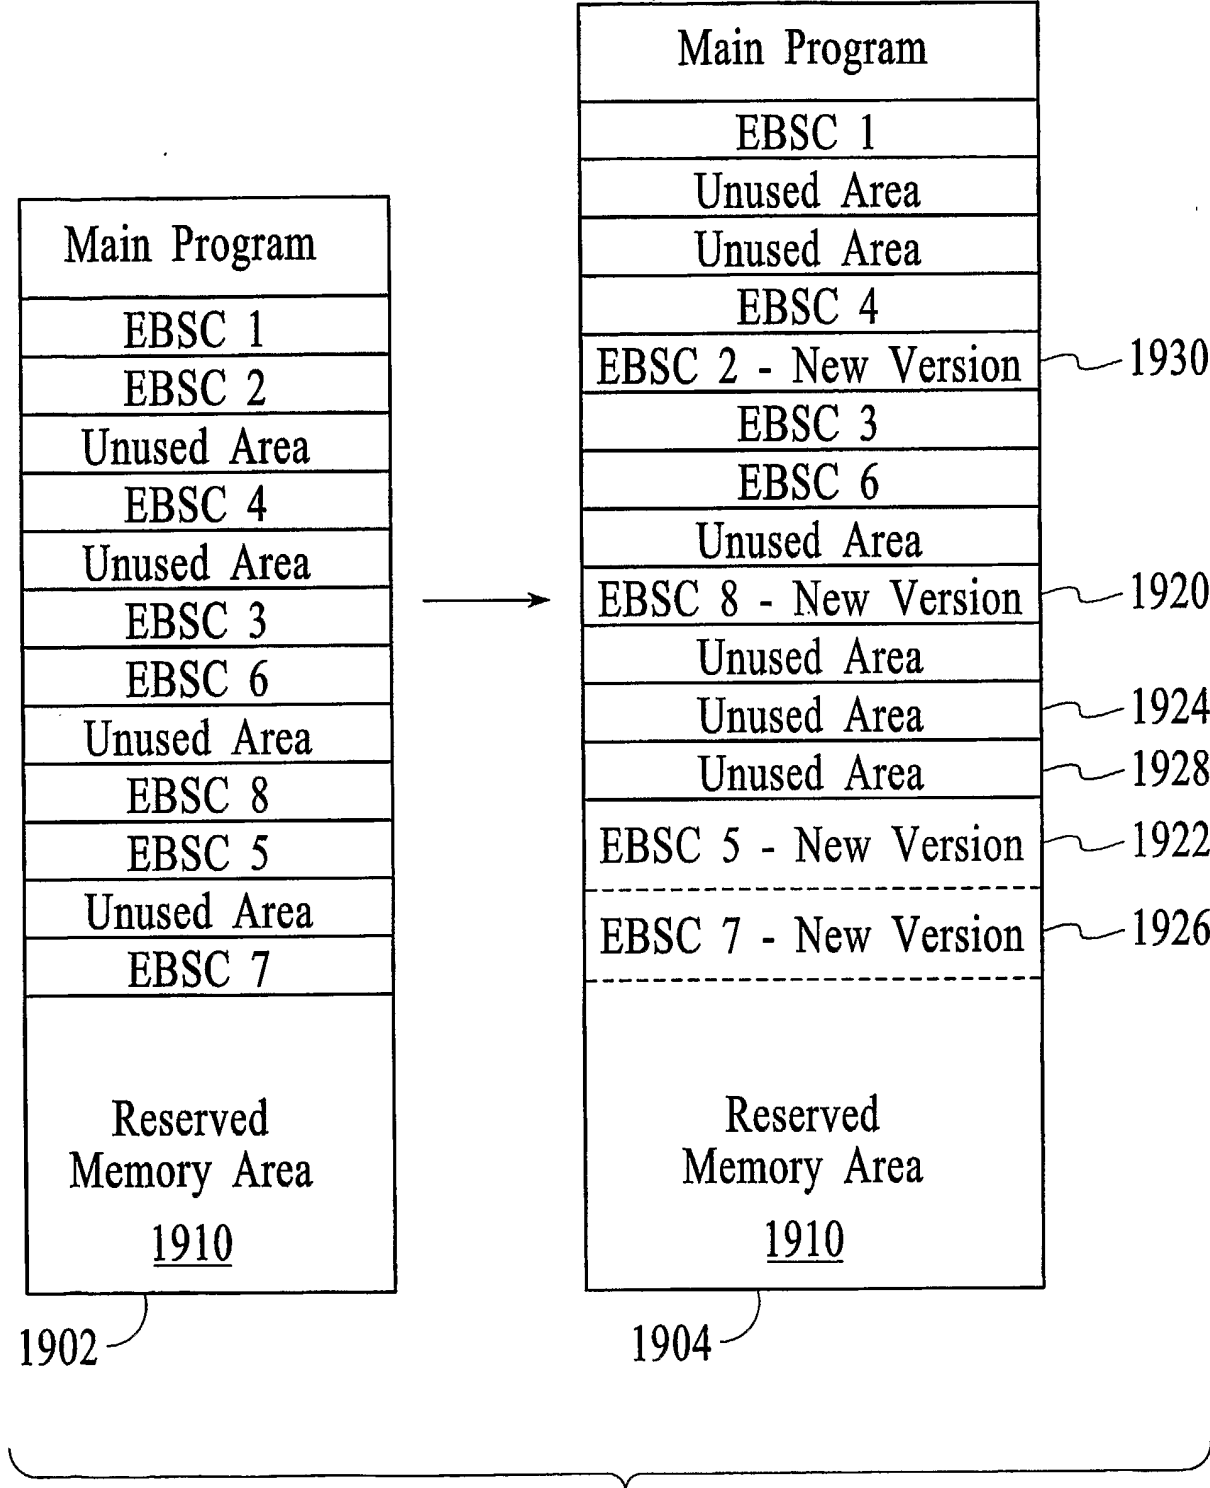 Main Program
EBSC 1
EBSC 2
Unused Area
EBSC 4
Unused Area
EBSC 3
EBSC 6
Unused Area
EBSC 8
EBSC 5
Unused Area
EBSC 7
Reserved
Memory Area
1910
1902
Main Program
EBSC 1
Unused Area
Unused Area
EBSC 4
EBSC 2 - New Version
1930
EBSC 3
EBSC 6
Unused Area
EBSC 8 - New Version
1920
Unused Area
Unused Area
1924
Unused Area
1928
EBSC 5 - New Version
1922
EBSC 7 - New Version
1926
Reserved
Memory Area
1910
1904